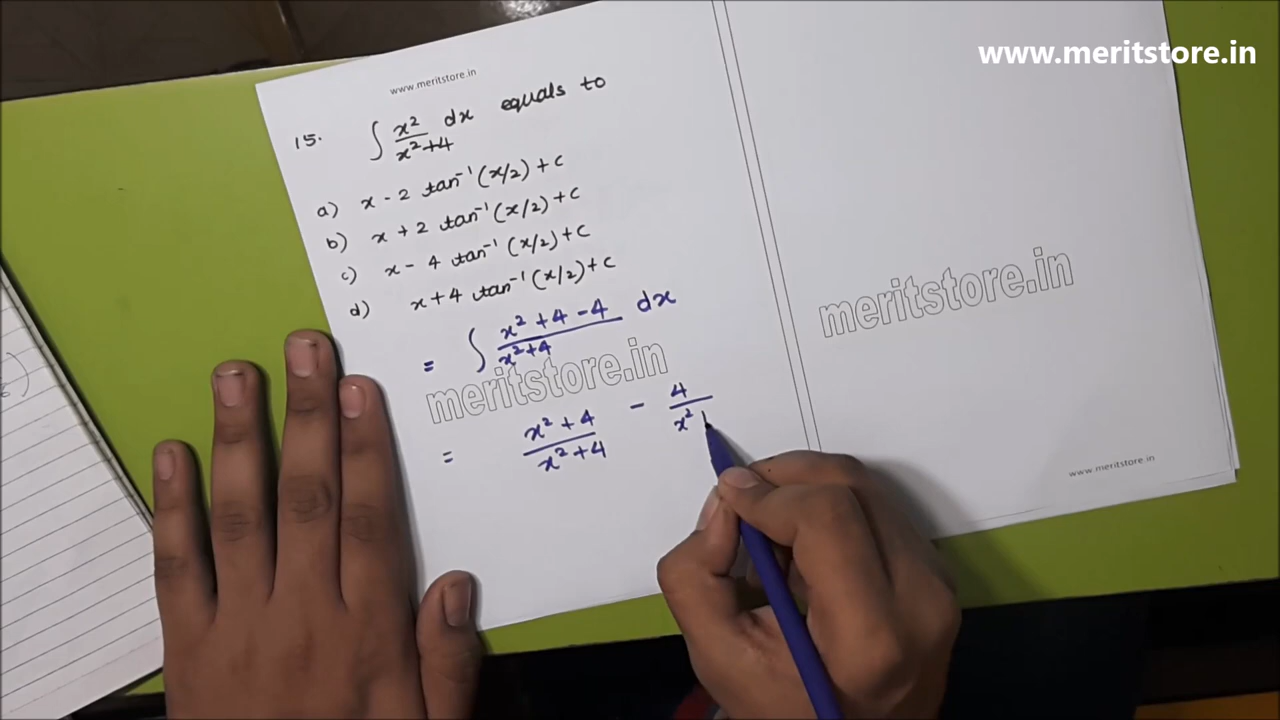 www.meritstore.in
www.meritstore.in
15. ∫ x²/(x²+4) dx equals to
a) x - 2 tan⁻¹(x/2)+c
b) x + 2 tan⁻¹(x/2)+c
c) x - 4 tan⁻¹(x/2)+c
d) x+4 tan⁻¹(x/2)+c
= ∫ (x²+4-4)/(x²+4) dx
meritstore.in
meritstore.in
= (x²+4)/(x²+4) - 4/x²
www.meritstore.in